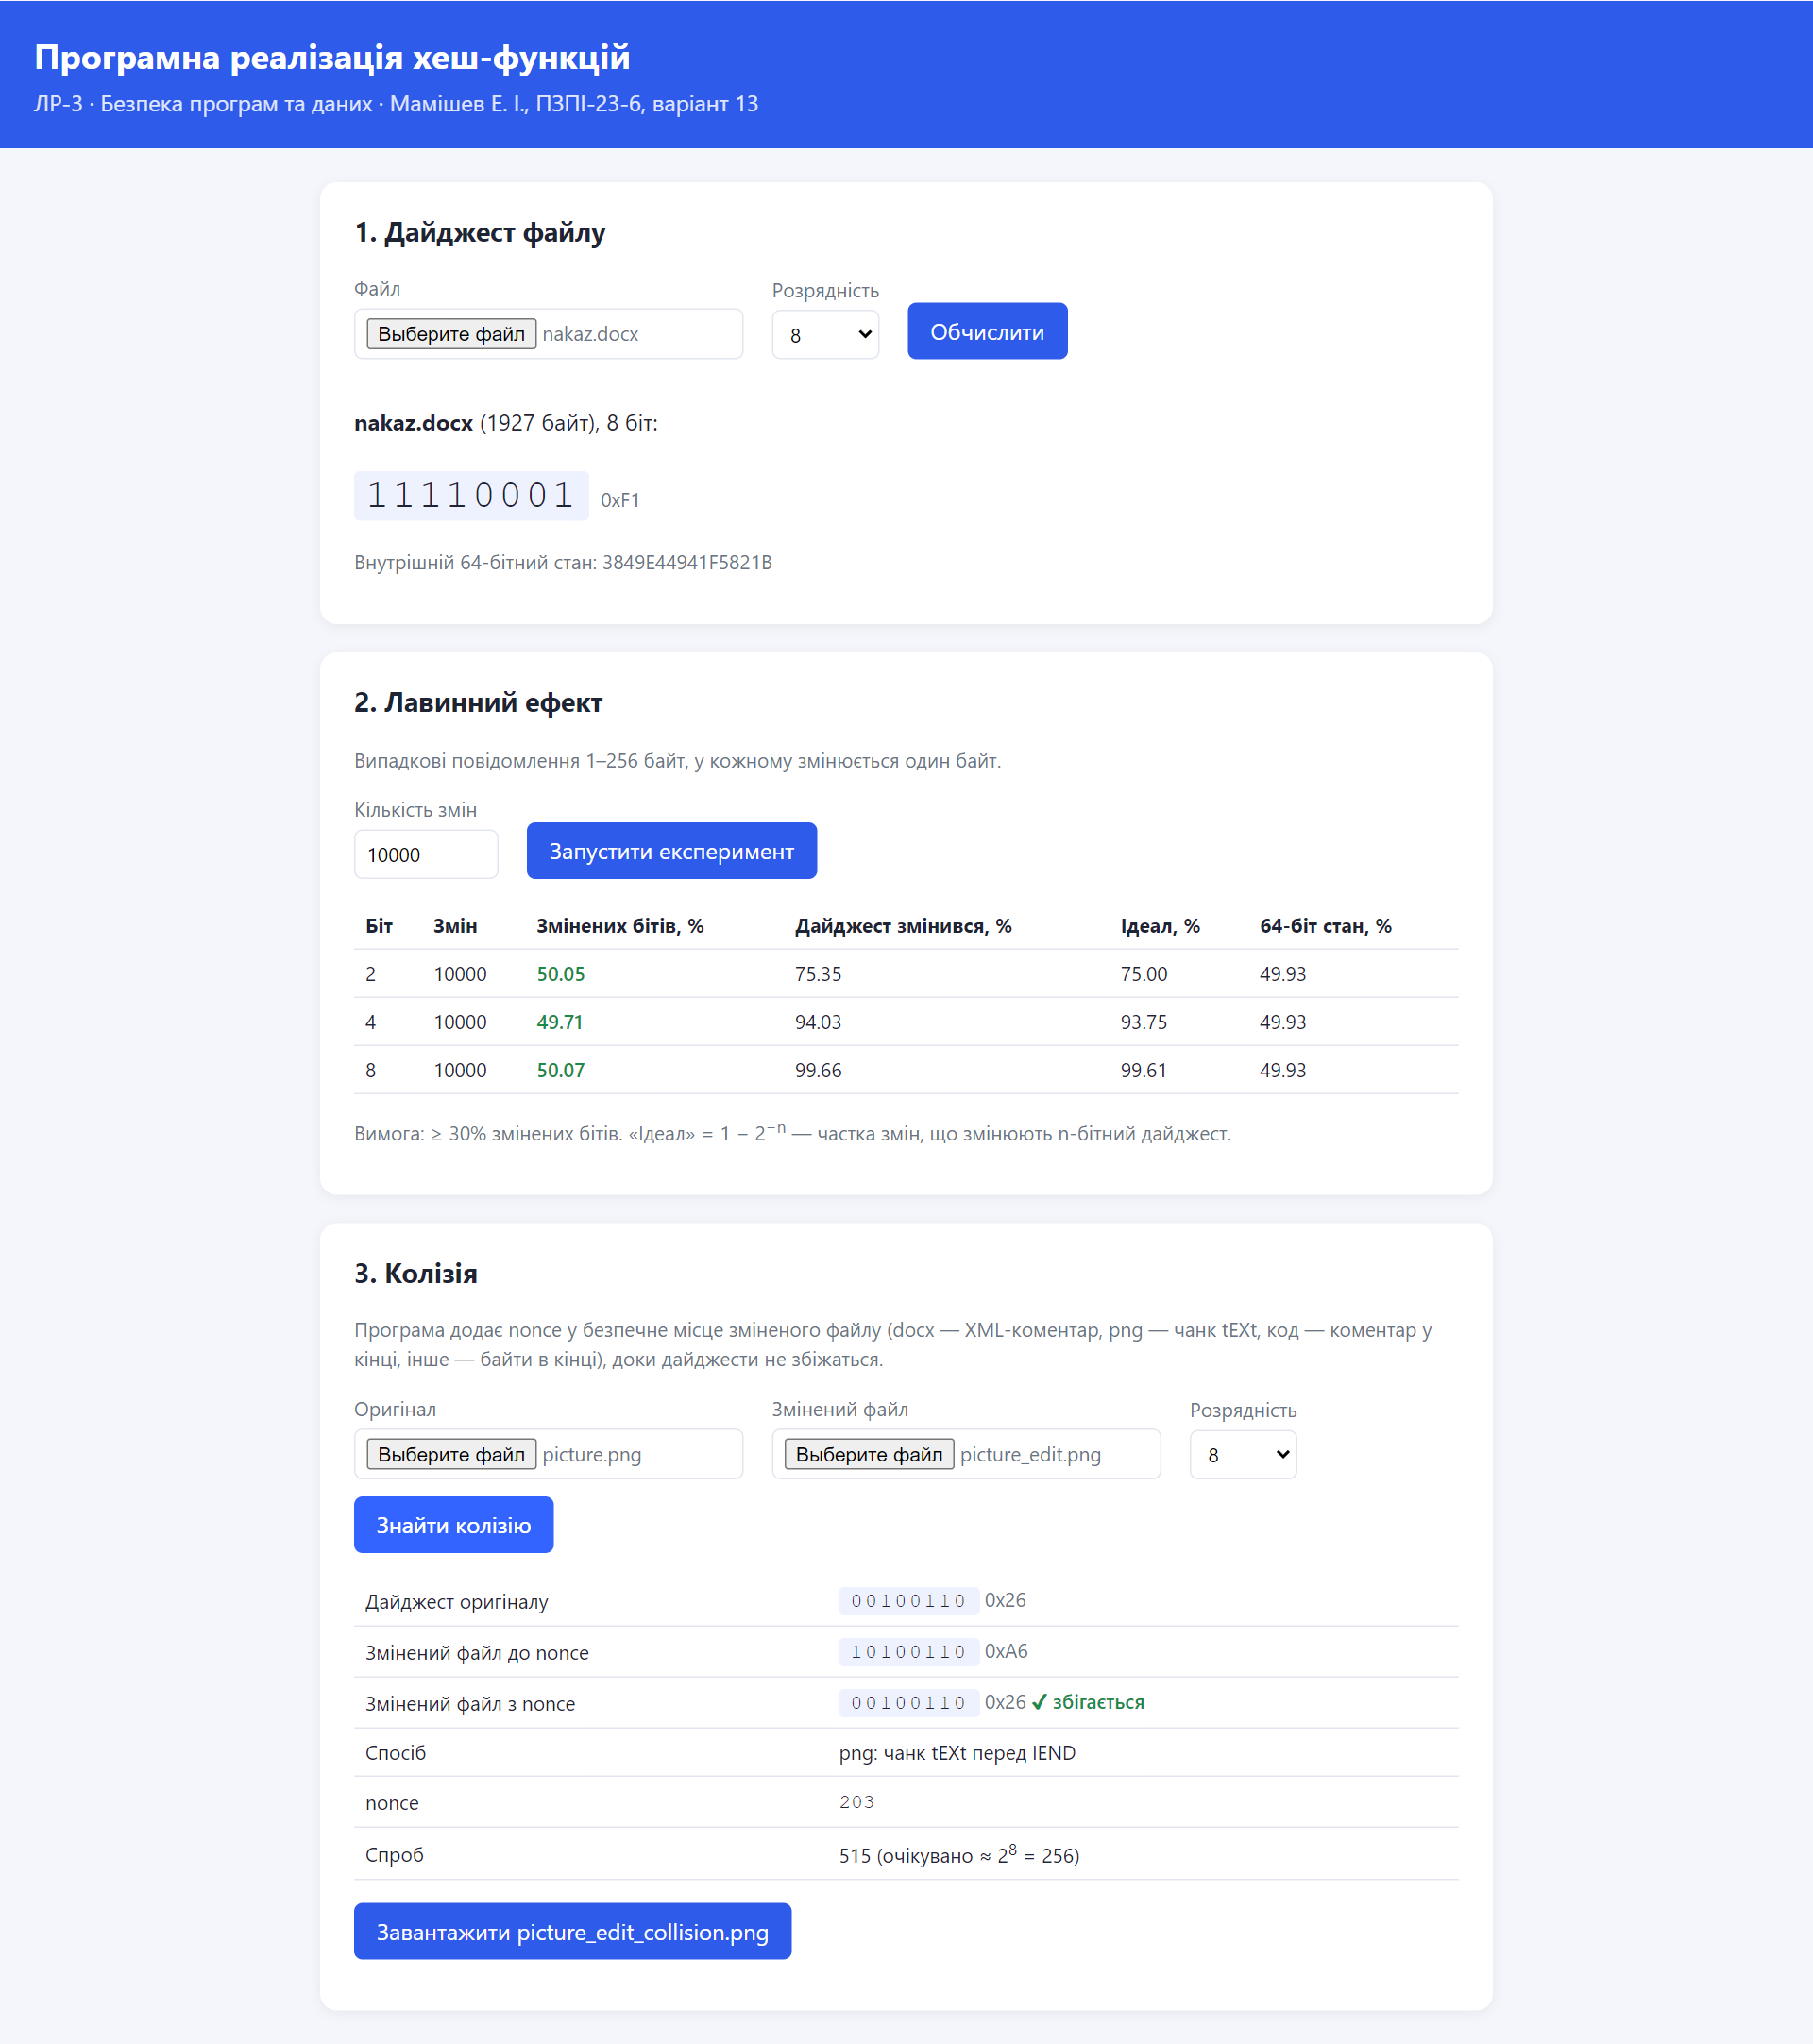 Програмна реалізація хеш-функцій
ЛР-3 · Безпека програм та даних · Мамішев Е. І., ПЗПІ-23-6, варіант 13
1. Дайджест файлу
Файл Розрядність
Выберите файл nakaz.docx 8 Обчислити
nakaz.docx (1927 байт), 8 біт:
11110001 0xF1
Внутрішній 64-бітний стан: 3849E44941F5821B
2. Лавинний ефект
Випадкові повідомлення 1–256 байт, у кожному змінюється один байт.
Кількість змін
10000 Запустити експеримент
Біт Змін Змінених бітів, % Дайджест змінився, % Ідеал, % 64-біт стан, %
2 10000 50.05 75.35 75.00 49.93
4 10000 49.71 94.03 93.75 49.93
8 10000 50.07 99.66 99.61 49.93
Вимога: ≥ 30% змінених бітів. «Ідеал» = 1 − 2⁻ⁿ — частка змін, що змінюють n-бітний дайджест.
3. Колізія
Програма додає nonce у безпечне місце зміненого файлу (docx — XML-коментар, png — чанк tEXt, код — коментар у
кінці, інше — байти в кінці), доки дайджести не збіжаться.
Оригінал Змінений файл Розрядність
Выберите файл picture.png Выберите файл picture_edit.png 8
Знайти колізію
Дайджест оригіналу 00100110 0x26
Змінений файл до nonce 10100110 0xA6
Змінений файл з nonce 00100110 0x26 ✔ збігається
Спосіб png: чанк tEXt перед IEND
nonce 203
Спроб 515 (очікувано ≈ 2⁸ = 256)
Завантажити picture_edit_collision.png